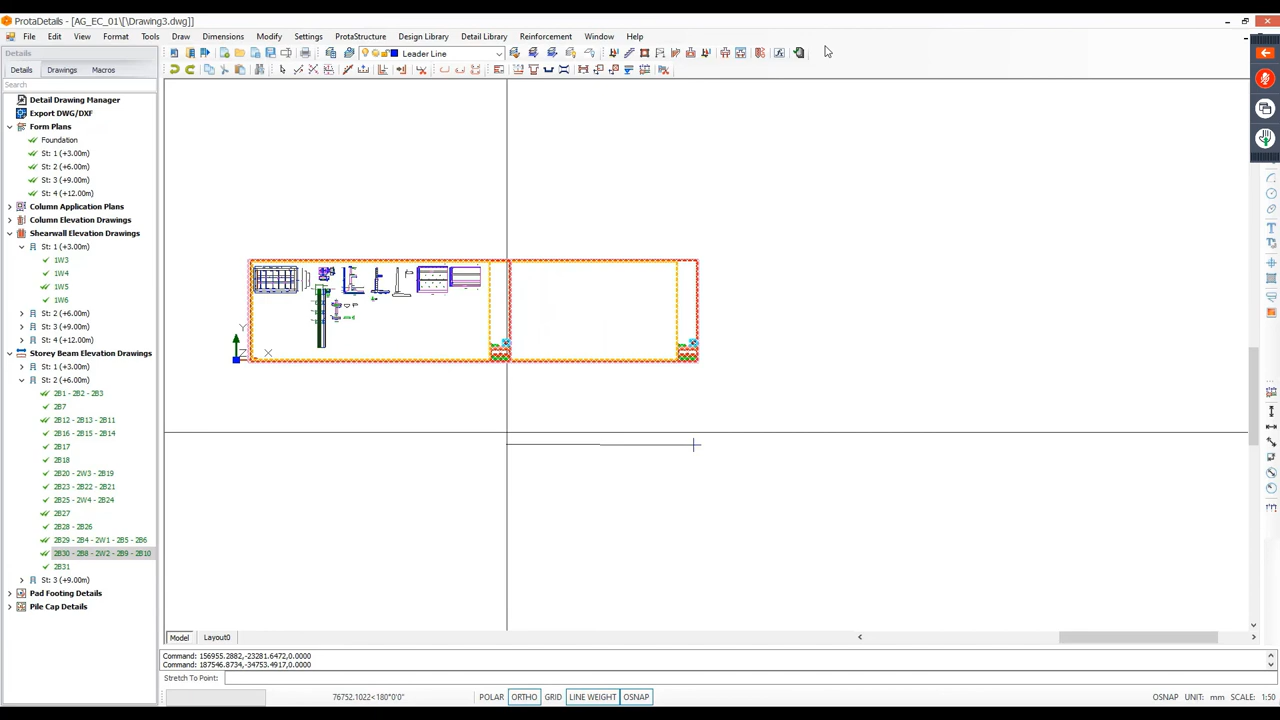 ProtaDetails - [AG_EC_01\[\Drawing3.dwg\]]
File Edit View Format Tools Draw Dimensions Modify Settings ProtaStructure Design Library Detail Library Reinforcement Window Help
Details
Leader Line
Details Drawings Macros
Search
Detail Drawing Manager
Export DWG/DXF
Form Plans
Foundation
St: 1 (+3.00m)
St: 2 (+6.00m)
St: 3 (+9.00m)
St: 4 (+12.00m)
Column Application Plans
Column Elevation Drawings
Shearwall Elevation Drawings
St: 1 (+3.00m)
1W3
1W4
1W5
1W6
St: 2 (+6.00m)
St: 3 (+9.00m)
St: 4 (+12.00m)
Storey Beam Elevation Drawings
St: 1 (+3.00m)
St: 2 (+6.00m)
2B1 - 2B2 - 2B3
2B7
2B12 - 2B13 - 2B11
2B16 - 2B15 - 2B14
2B17
2B18
2B20 - 2W3 - 2B19
2B23 - 2B22 - 2B21
2B25 - 2W4 - 2B24
2B27
2B28 - 2B26
2B29 - 2B4 - 2W1 - 2B5 - 2B6
2B30 - 2B8 - 2W2 - 2B9 - 2B10
2B31
St: 3 (+9.00m)
Pad Footing Details
Pile Cap Details
Y
Z
Model Layout0
Command: 156955.2882,-23281.6472,0.0000
Command: 187546.8734,-34753.4917,0.0000
Stretch To Point:
76752.1022<180°0'0" POLAR ORTHO GRID LINE WEIGHT OSNAP OSNAP UNIT: mm SCALE: 1:50